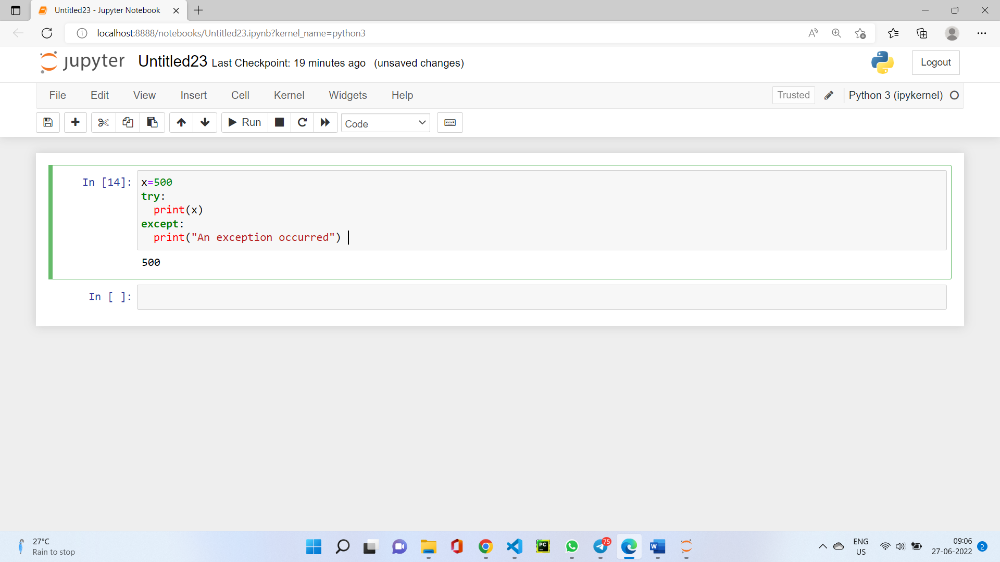 Untitled23 - Jupyter Notebook
localhost:8888/notebooks/Untitled23.ipynb?kernel_name=python3
jupyter Untitled23 Last Checkpoint: 19 minutes ago (unsaved changes)
Logout
File Edit View Insert Cell Kernel Widgets Help
Trusted Python 3 (ipykernel)
Run Code
In [14]: x=500
try:
print(x)
except:
print("An exception occurred")
500
In [ ]:
27°C
Rain to stop
PC
75
W
ENG
US
09:06
27-06-2022
2